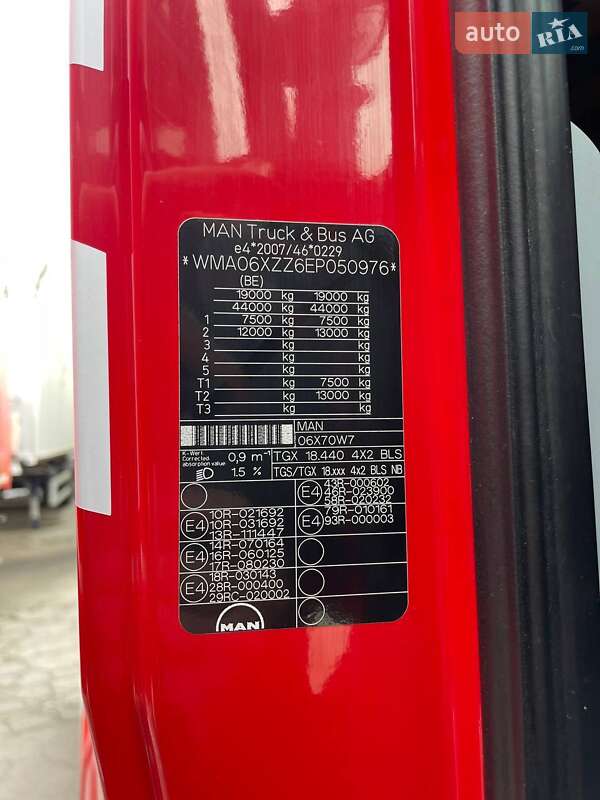 auto RIA .com
MAN Truck & Bus AG
e4*2007/46*0229
*WMA06XZZ6EP050976*
(BE)
19000 kg 19000 kg
44000 kg 44000 kg
1 7500 kg 7500 kg
2 12000 kg 13000 kg
3 kg kg
4 kg kg
5 kg kg
T1 kg 7500 kg
T2 kg 13000 kg
T3 kg kg
MAN
06X70W7
K-Wert
Corrected
absorption value
0,9 m⁻¹ TGX 18.440 4X2 BLS
1.5 % TGS/TGX 18.xxx 4x2 BLS NB
E4
10R-021692
10R-031692
13R-111447
E4
14R-070164
16R-060125
17R-080230
E4
18R-030143
28R-000400
29RC-020002
MAN
E4
43R-000602
46R-023900
58R-020232
E4
79R-010161
93R-000003